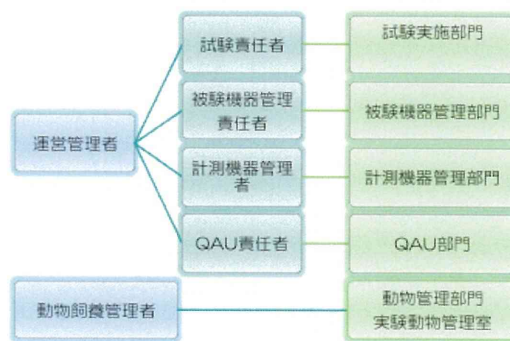 試験責任者
試験実施部門
被験機器管理
責任者
被験機器管理部門
運営管理者
計測機器管理
者
計測機器管理部門
QAU責任者
QAU部門
動物飼養管理者
動物管理部門
実験動物管理室